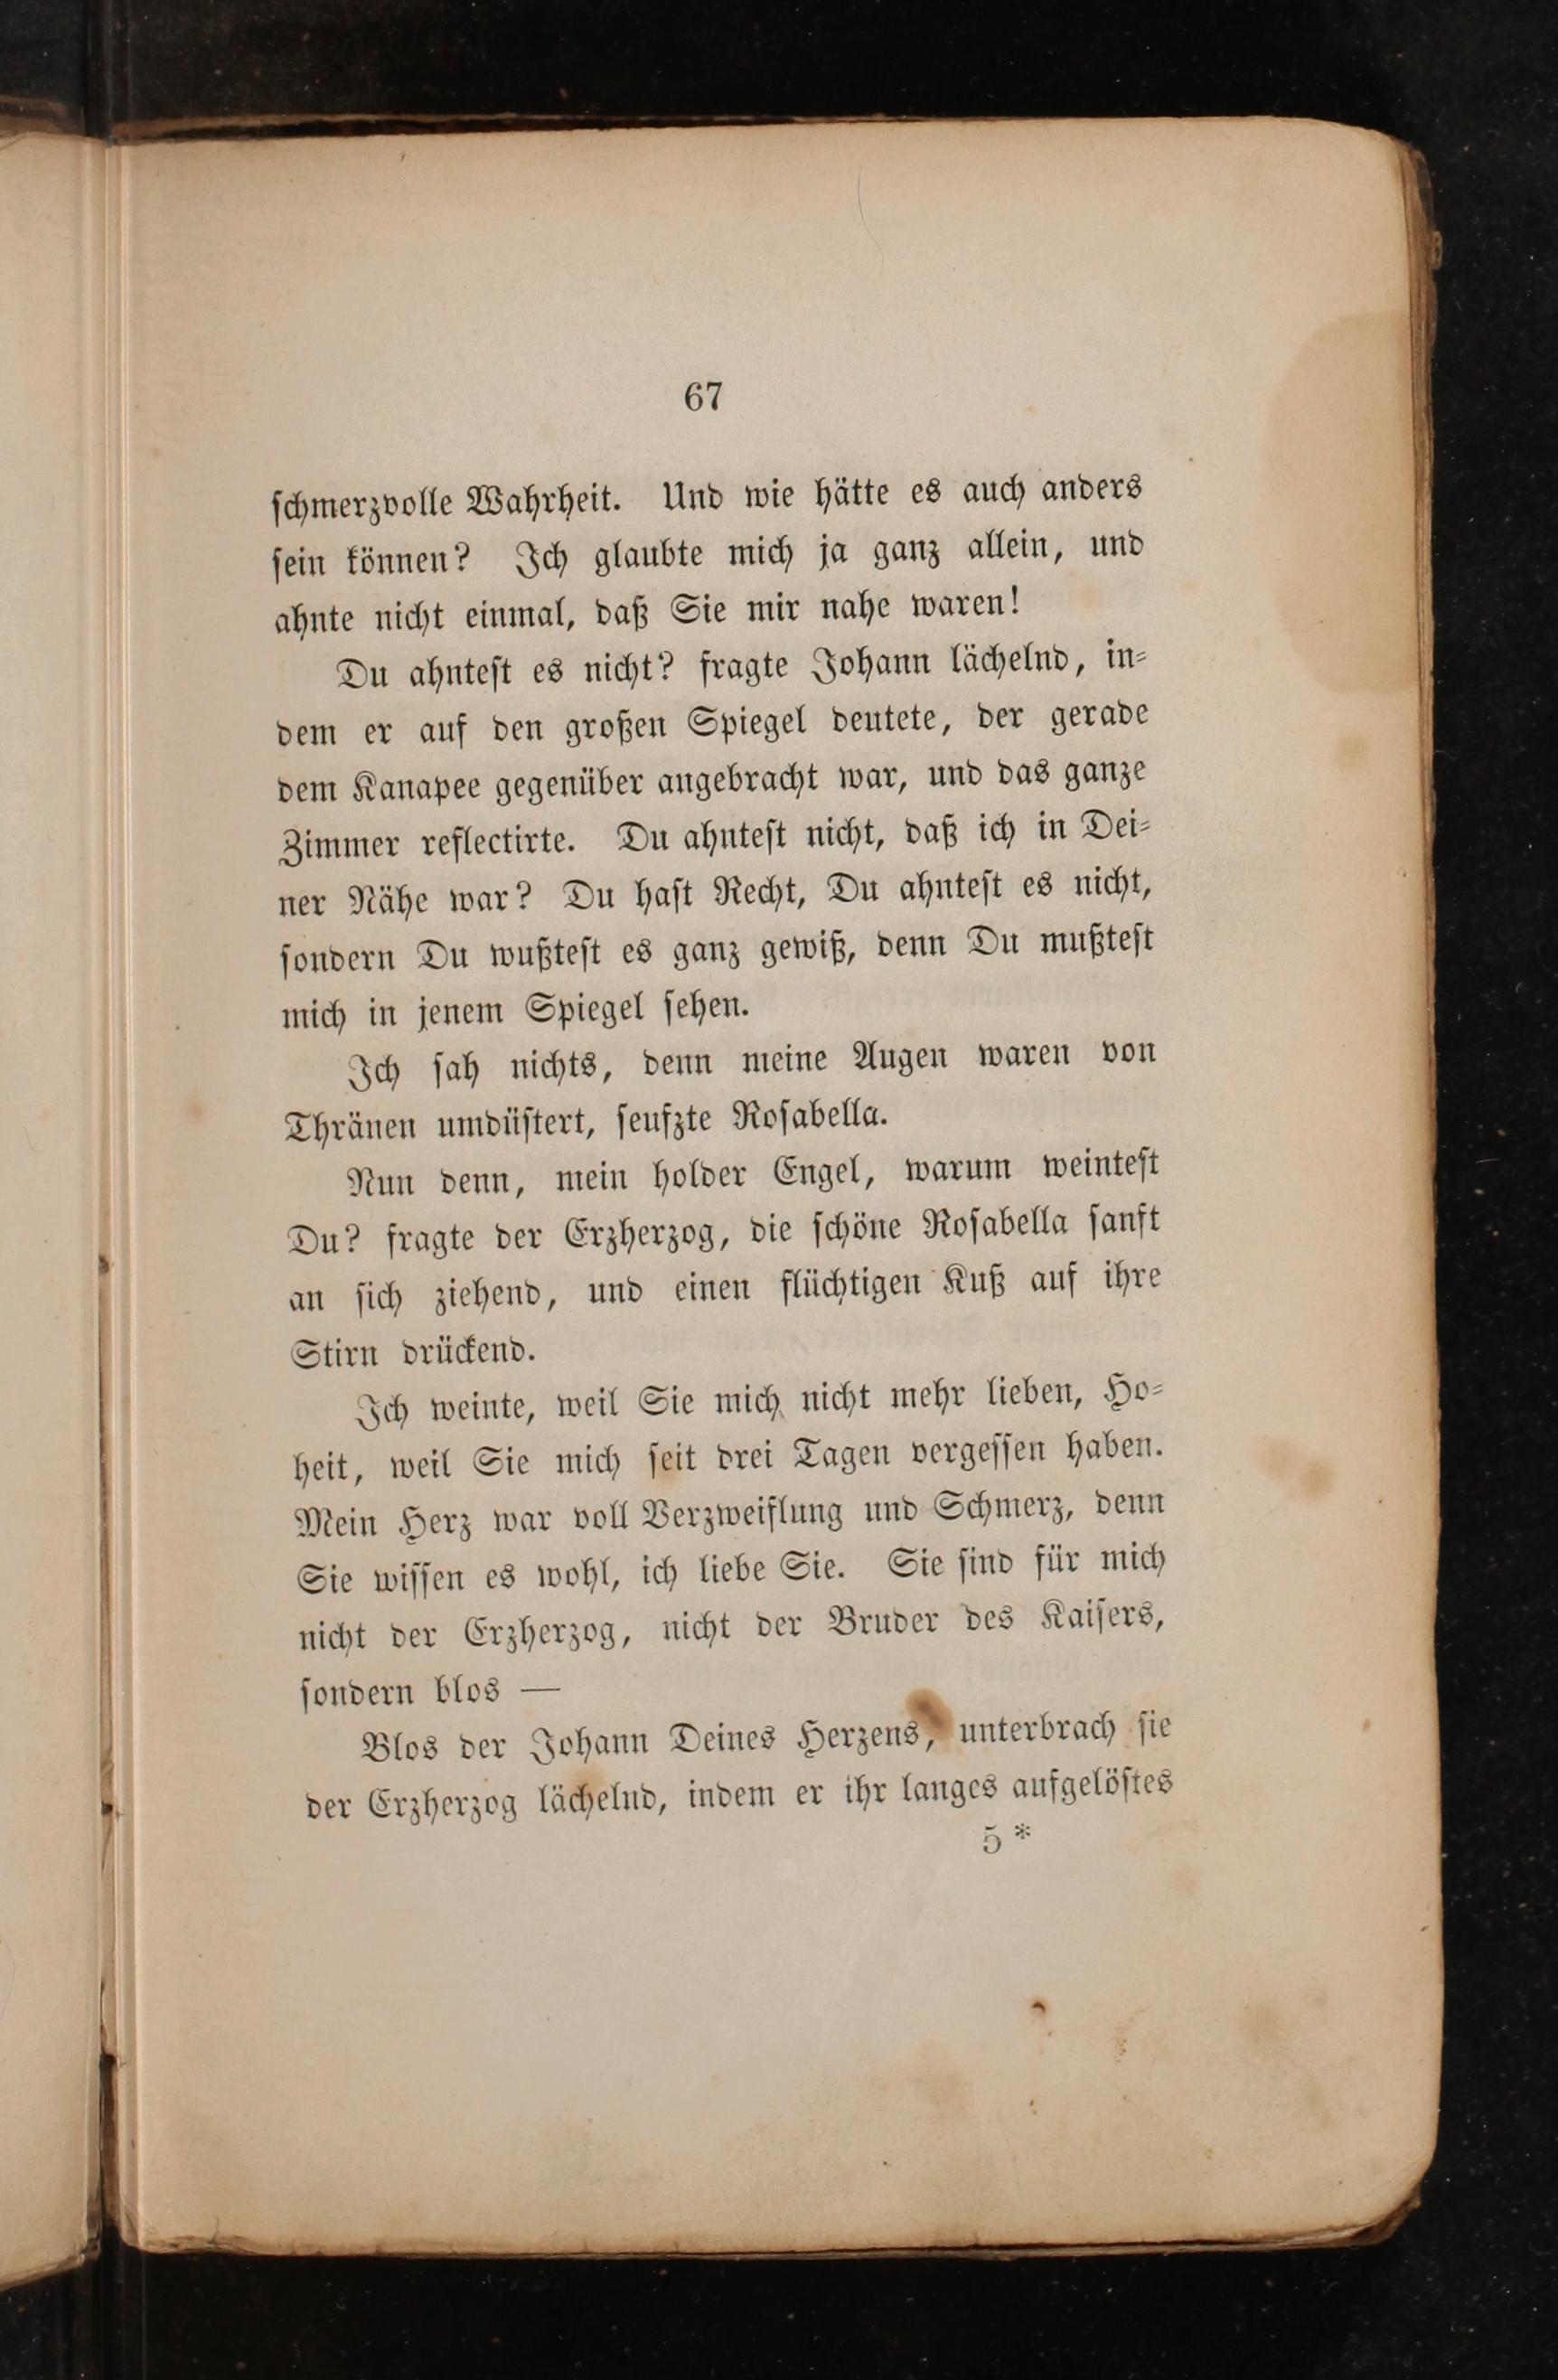 67
schmerzvolle Wahrheit. Und wie hätte es auch anders
sein können? Ich glaubte mich ja ganz allein, und
ahnte nicht einmal, daß Sie mir nahe waren!
Du ahntest es nicht? fragte Johann lächelnd, in-
dem er auf den großen Spiegel deutete, der gerade
dem Kanapee gegenüber angebracht war, und das ganze
Zimmer reflectirte. Du ahntest nicht, daß ich in Dei-
ner Nähe war? Du hast Recht, Du ahntest es nicht,
sondern Du wußtest es ganz gewiß, denn Du mußtest
mich in jenem Spiegel sehen.
Ich sah nichts, denn meine Augen waren von
Thränen umdüstert, seufzte Rosabella.
Nun denn, mein holder Engel, warum weintest
Du? fragte der Erzherzog, die schöne Rosabella sanft
an sich ziehend, und einen flüchtigen Kuß auf ihre
Stirn drückend.
Ich weinte, weil Sie mich nicht mehr lieben, Ho-
heit, weil Sie mich seit drei Tagen vergessen haben.
Mein Herz war voll Verzweiflung und Schmerz, denn
Sie wissen es wohl, ich liebe Sie. Sie sind für mich
nicht der Erzherzog, nicht der Bruder des Kaisers,
sondern blos —
Blos der Johann Deines Herzens, unterbrach sie
der Erzherzog lächelnd, indem er ihr langes aufgelöstes
5 *